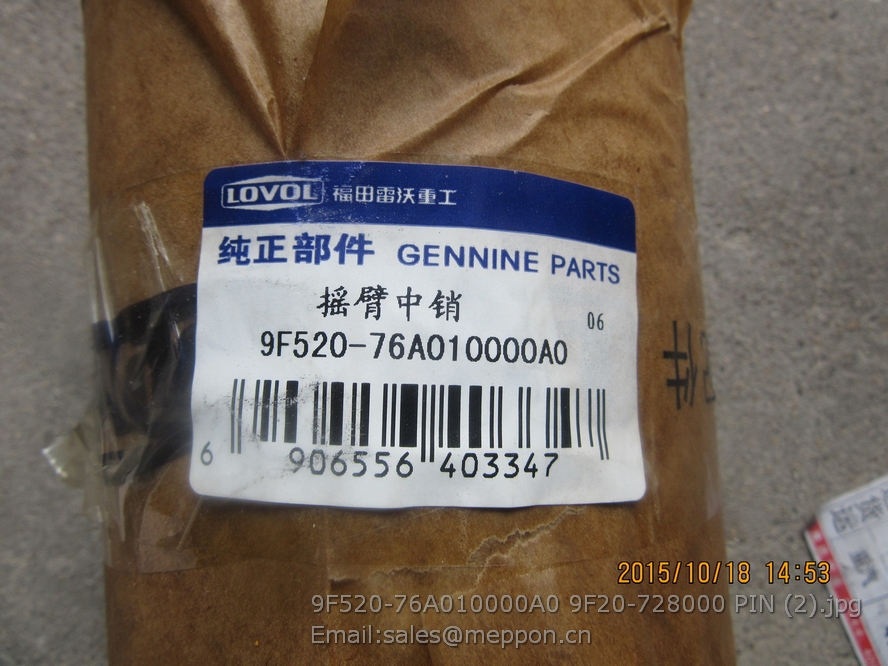 LOVOL 福田雷沃重工
纯正部件 GENNINE PARTS
摇臂中销
06
9F520-76A010000A0
6 906556 403347
件
2015/10/18 14:53
9F520-76A010000A0 9F20-728000 PIN (2).jpg
Email:sales@meppon.cn